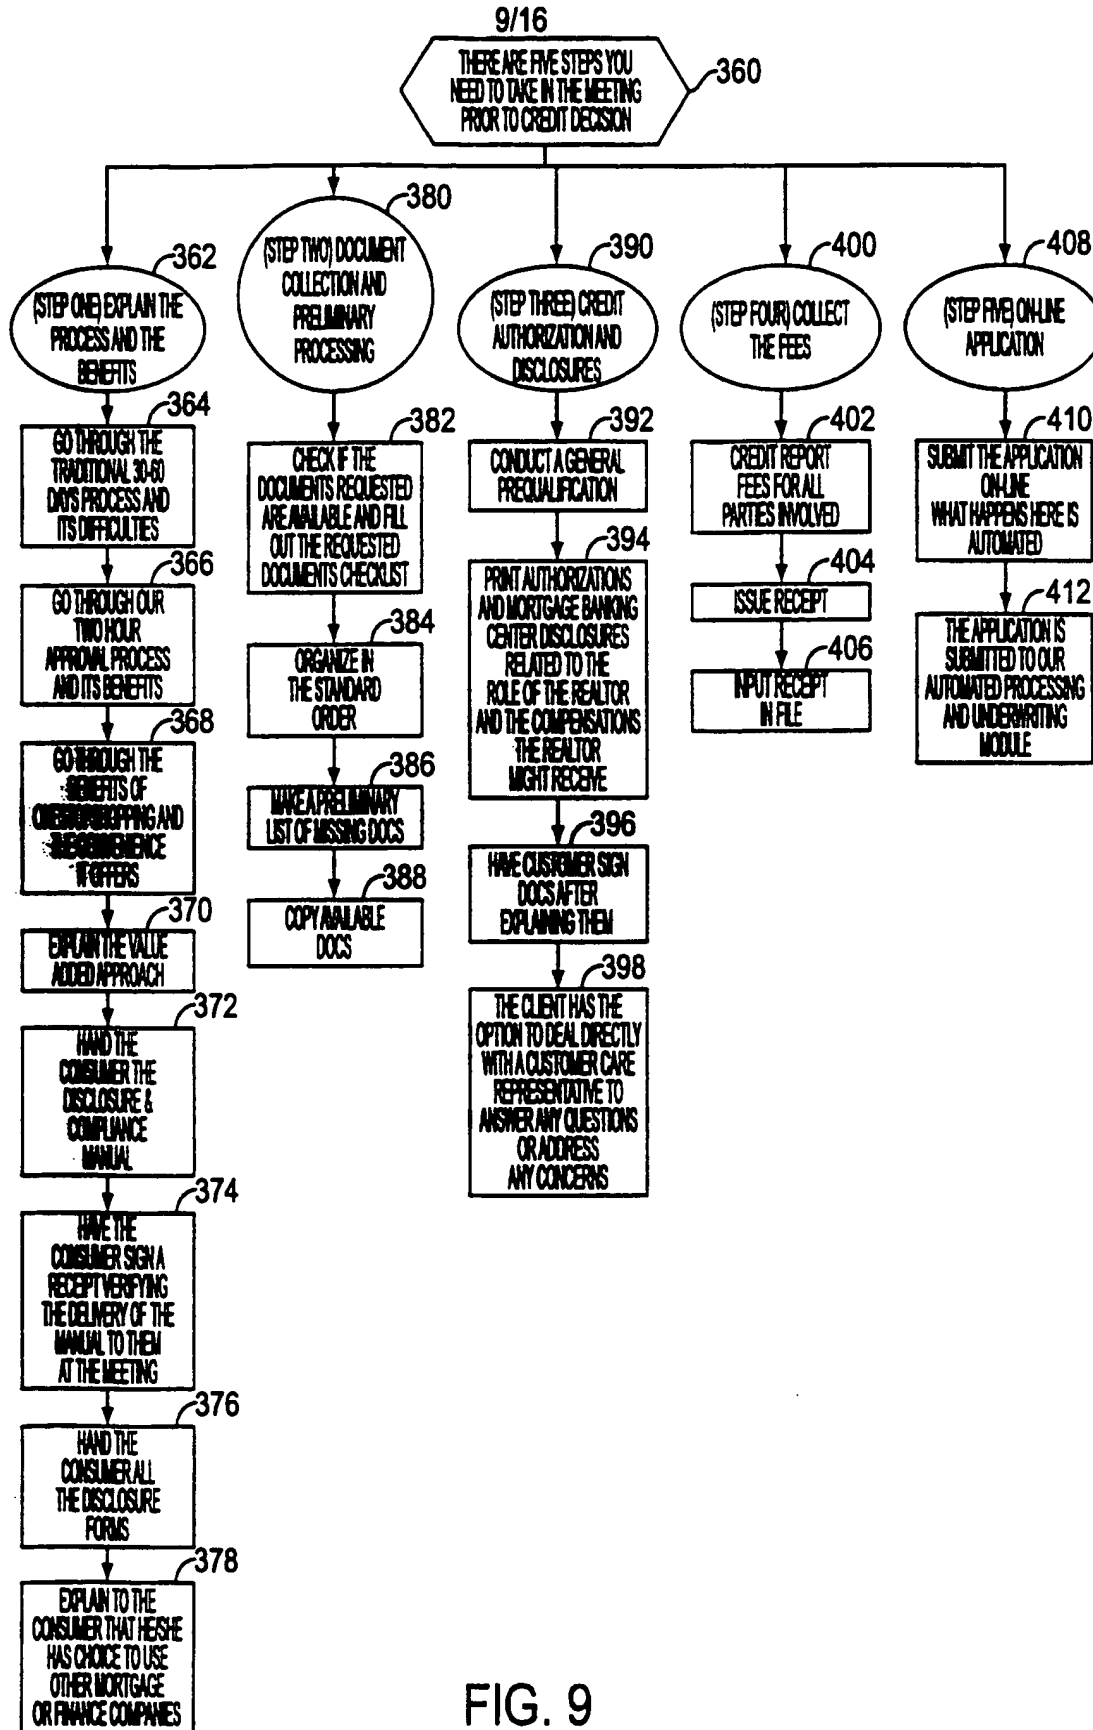 9/16
THERE ARE FIVE STEPS YOU
NEED TO TAKE IN THE MEETING
PRIOR TO CREDIT DECISION
360
362
(STEP ONE) EXPLAIN THE
PROCESS AND THE
BENEFITS
364
GO THROUGH THE
TRADITIONAL 30-60
DAYS PROCESS AND
ITS DIFFICULTIES
366
GO THROUGH OUR
TWO HOUR
APPROVAL PROCESS
AND ITS BENEFITS
368
GO THROUGH THE
BENEFITS OF
ONE STOP SHOPPING AND
THE CONVENIENCE
IT OFFERS
370
EXPLAIN THE VALUE
ADDED APPROACH
372
HAND THE
CONSUMER THE
DISCLOSURE &
COMPLIANCE
MANUAL
374
HAVE THE
CONSUMER SIGN A
RECEIPT VERIFYING
THE DELIVERY OF THE
MANUAL TO THEM
AT THE MEETING
376
HAND THE
CONSUMER ALL
THE DISCLOSURE
FORMS
378
EXPLAIN TO THE
CONSUMER THAT HE/SHE
HAS CHOICE TO USE
OTHER MORTGAGE
OR FINANCE COMPANIES
380
(STEP TWO) DOCUMENT
COLLECTION AND
PRELIMINARY
PROCESSING
382
CHECK IF THE
DOCUMENTS REQUESTED
ARE AVAILABLE AND FILL
OUT THE REQUESTED
DOCUMENTS CHECKLIST
384
ORGANIZE IN
THE STANDARD
ORDER
386
MAKE A PRELIMINARY
LIST OF MISSING DOCS
388
COPY AVAILABLE
DOCS
390
(STEP THREE) CREDIT
AUTHORIZATION AND
DISCLOSURES
392
CONDUCT A GENERAL
PREQUALIFICATION
394
PRINT AUTHORIZATIONS
AND MORTGAGE BANKING
CENTER DISCLOSURES
RELATED TO THE
ROLE OF THE REALTOR
AND THE COMPENSATIONS
THE REALTOR
MIGHT RECEIVE
396
HAVE CUSTOMER SIGN
DOCS AFTER
EXPLAINING THEM
398
THE CLIENT HAS THE
OPTION TO DEAL DIRECTLY
WITH A CUSTOMER CARE
REPRESENTATIVE TO
ANSWER ANY QUESTIONS
OR ADDRESS
ANY CONCERNS
400
(STEP FOUR) COLLECT
THE FEES
402
CREDIT REPORT
FEES FOR ALL
PARTIES INVOLVED
404
ISSUE RECEIPT
406
INPUT RECEIPT
IN FILE
408
(STEP FIVE) ON-LINE
APPLICATION
410
SUBMIT THE APPLICATION
ON-LINE
WHAT HAPPENS HERE IS
AUTOMATED
412
THE APPLICATION IS
SUBMITTED TO OUR
AUTOMATED PROCESSING
AND UNDERWRITING
MODULE
FIG. 9